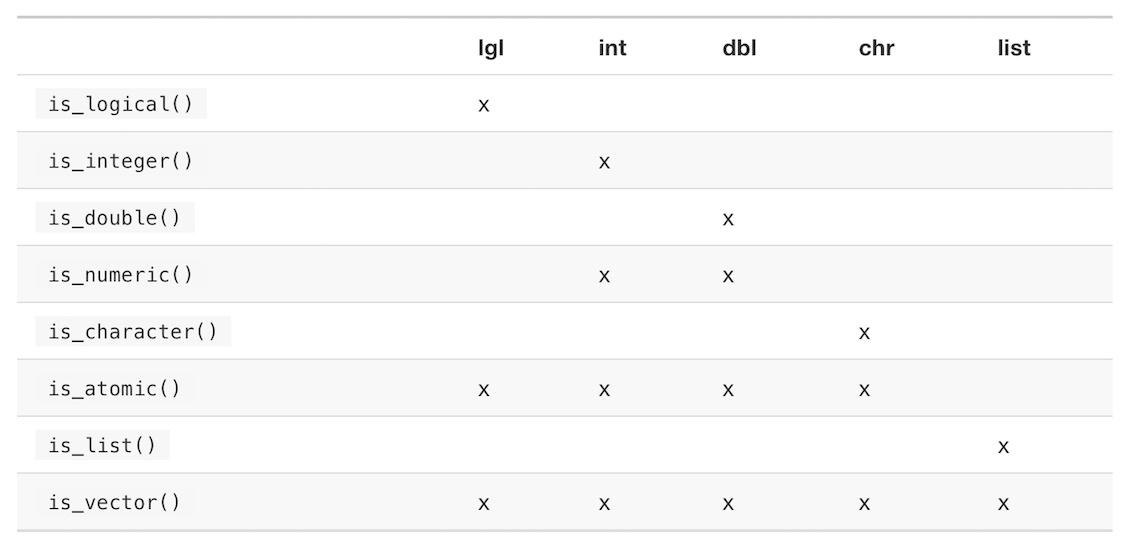 lgl int dbl chr list
is_logical() x
is_integer() x
is_double() x
is_numeric() x x
is_character() x
is_atomic() x x x x
is_list() x
is_vector() x x x x x